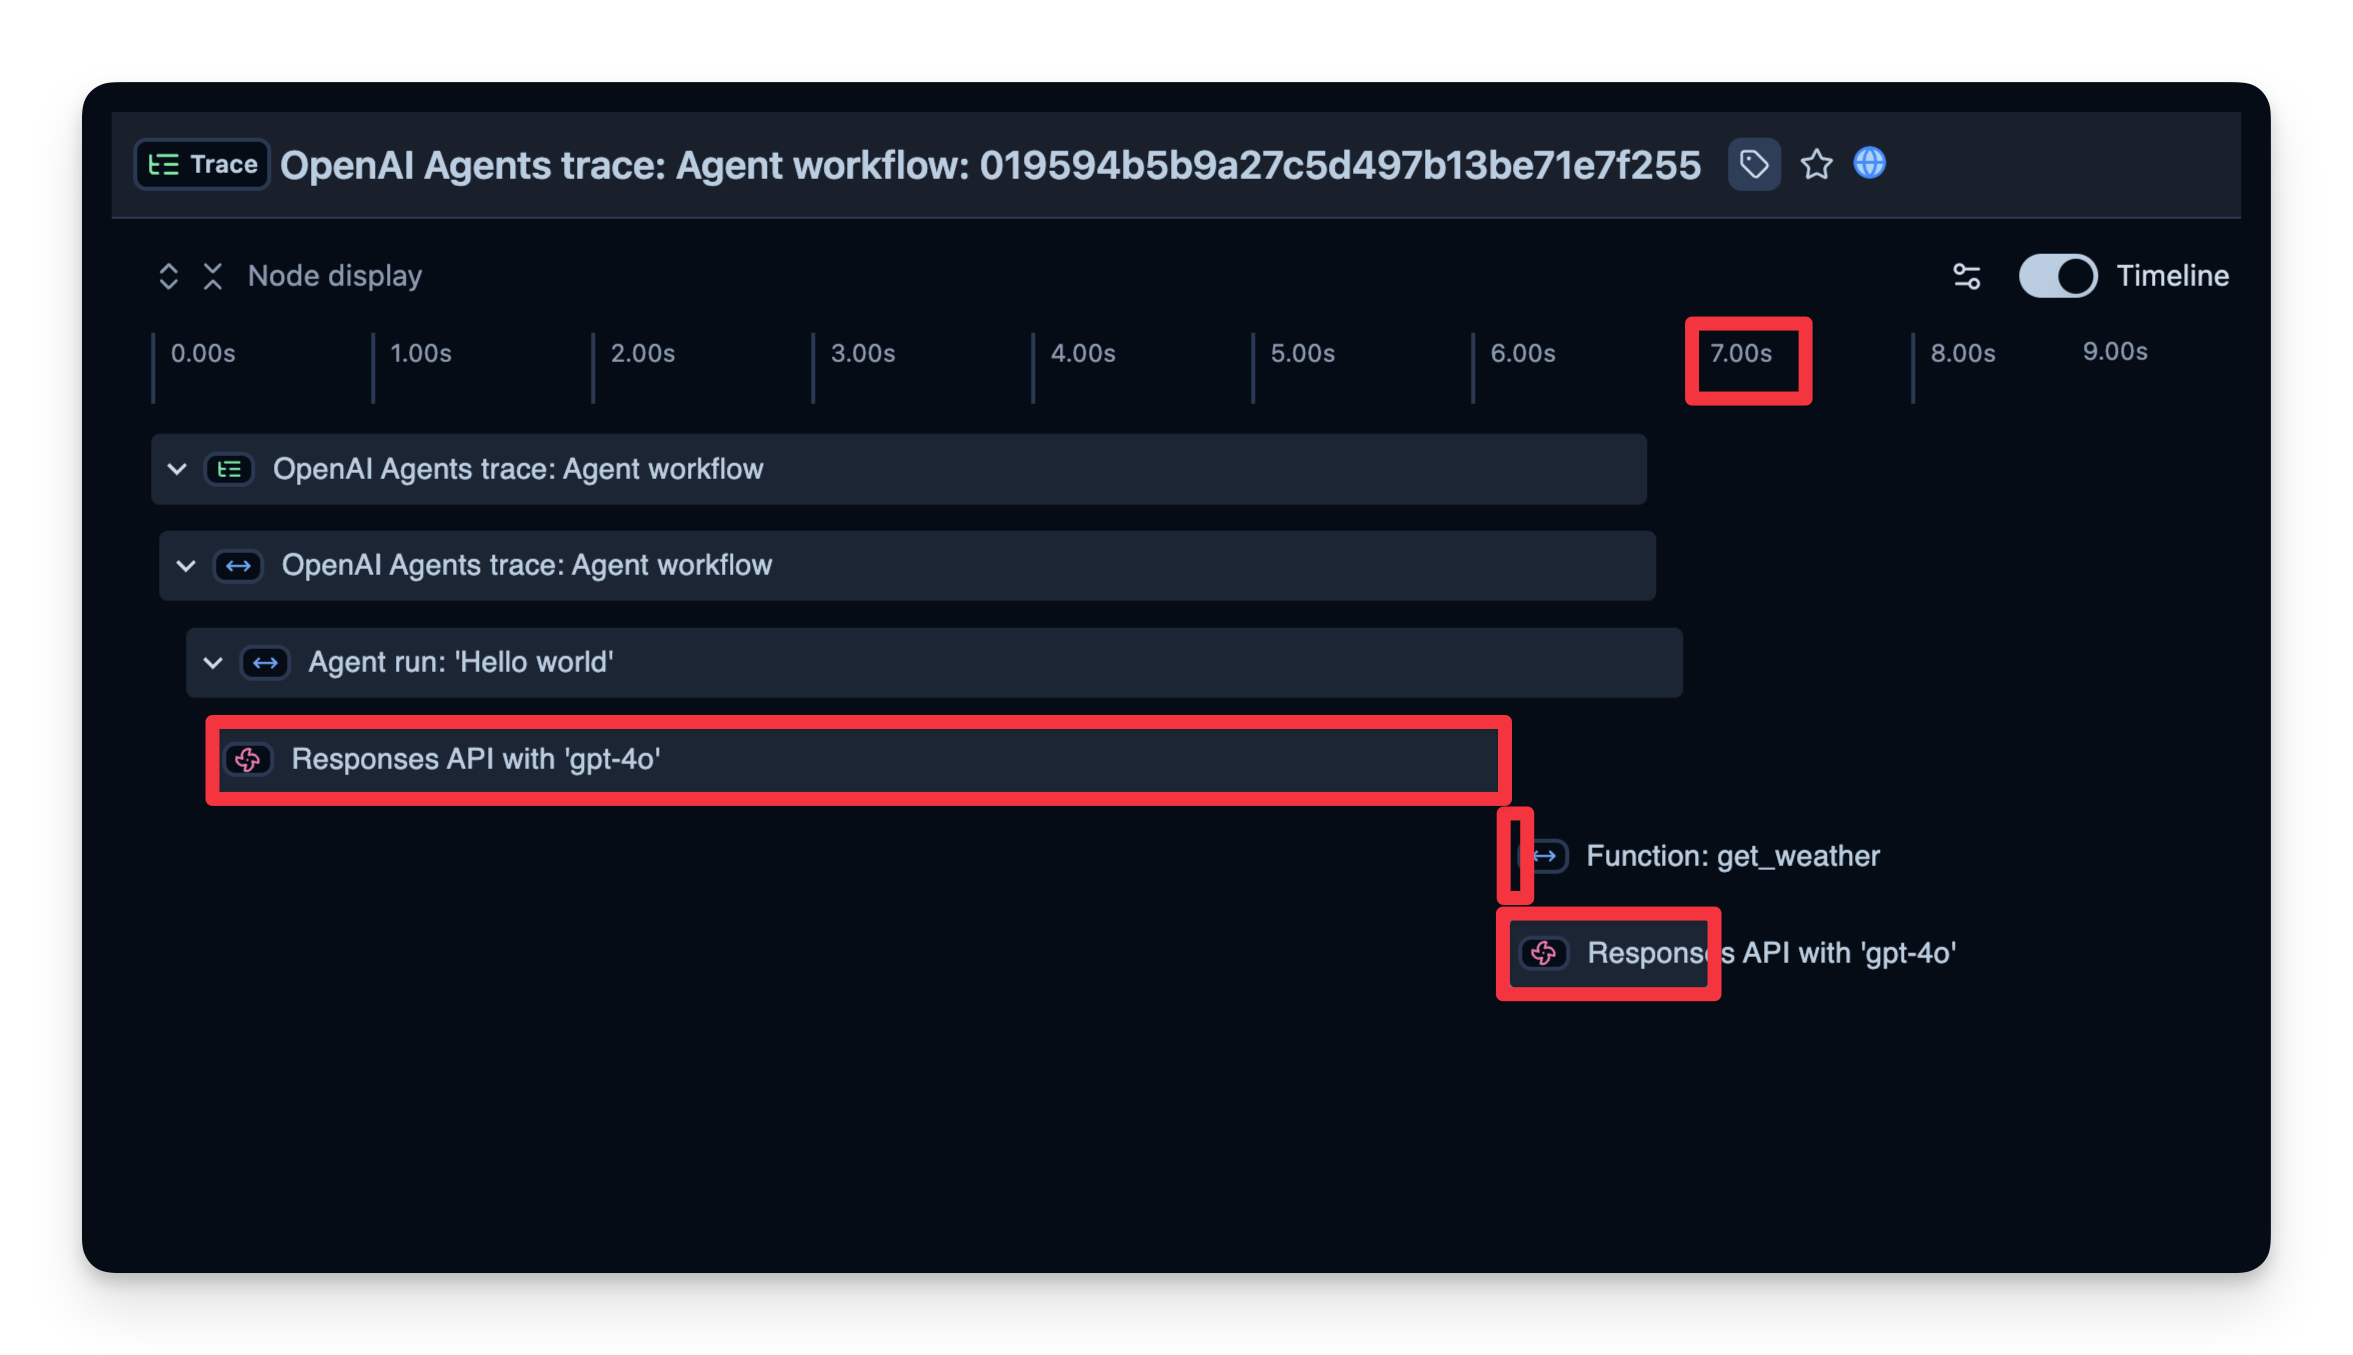 Trace OpenAI Agents trace: Agent workflow: 019594b5b9a27c5d497b13be71e7f255
Node display Timeline
0.00s 1.00s 2.00s 3.00s 4.00s 5.00s 6.00s 7.00s 8.00s 9.00s
OpenAI Agents trace: Agent workflow
OpenAI Agents trace: Agent workflow
Agent run: 'Hello world'
Responses API with 'gpt-4o'
Function: get_weather
Responses API with 'gpt-4o'